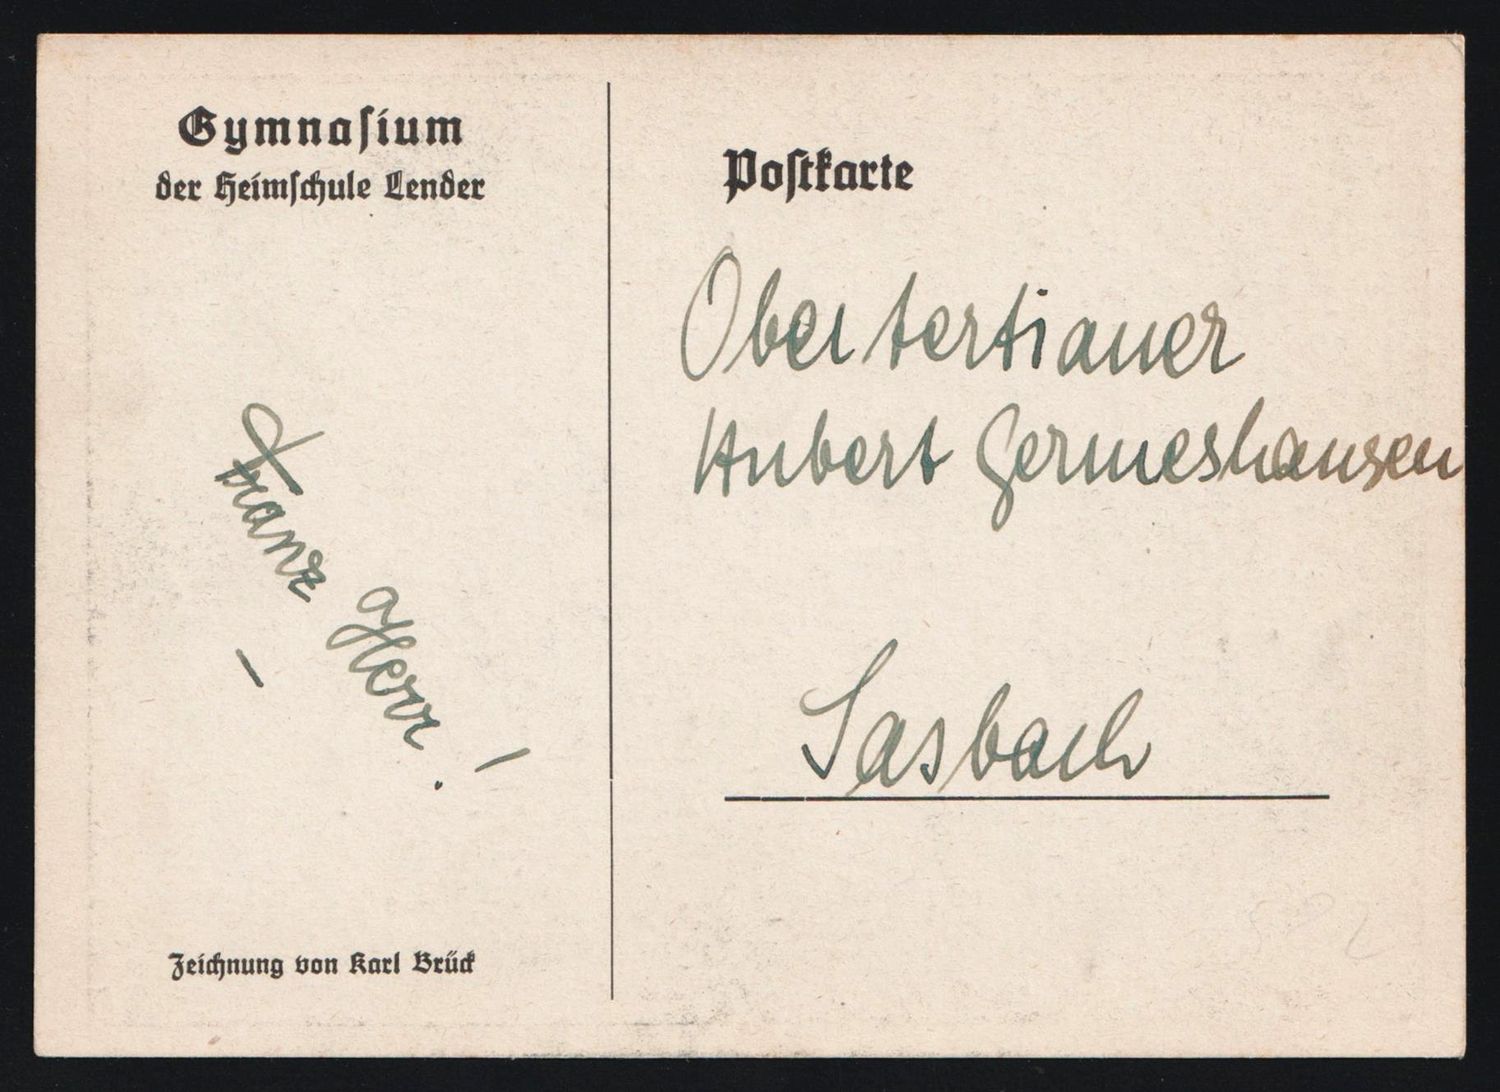 Gymnasium
der Heimschule Lender
Franz Herr!
Zeichnung von Karl Brück
Postkarte
Obertertianer
Hubert Germeshausen
Sasbach